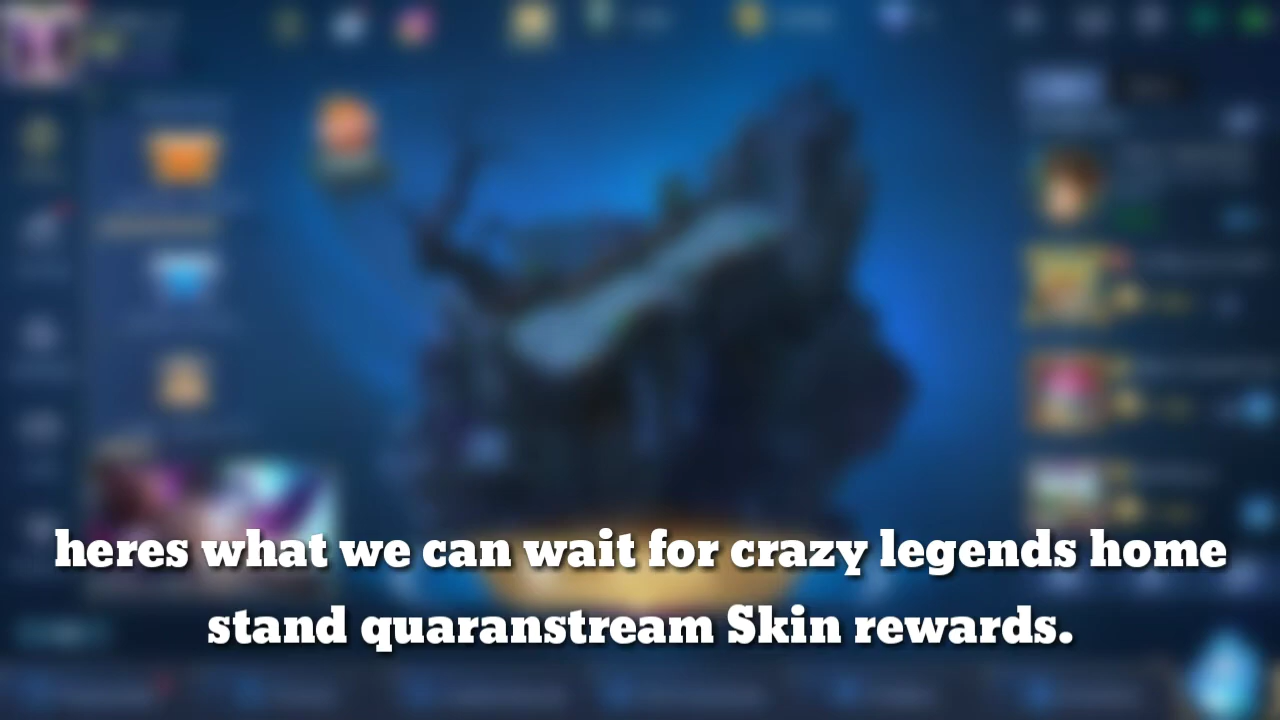 heres what we can wait for crazy legends home
stand quaranstream Skin rewards.